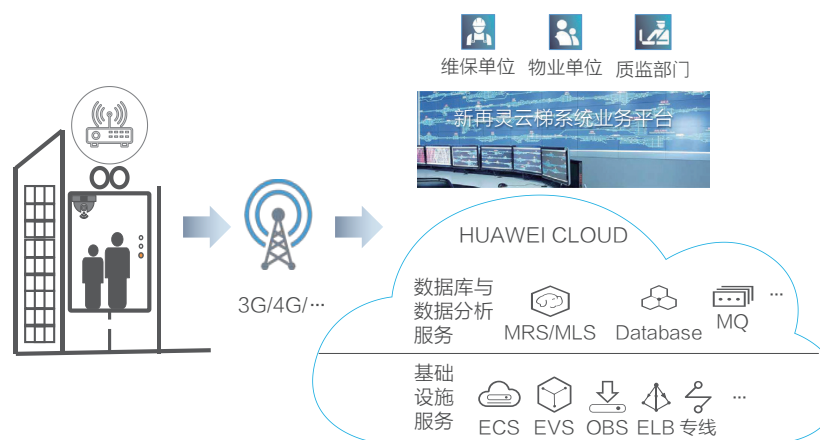 维保单位 物业单位 质监部门
新再灵云梯系统业务平台
HUAWEI CLOUD
3G/4G/···
数据库与
数据分析
服务
MRS/MLS Database MQ ···
基础
设施
服务
ECS EVS OBS ELB 专线 ···